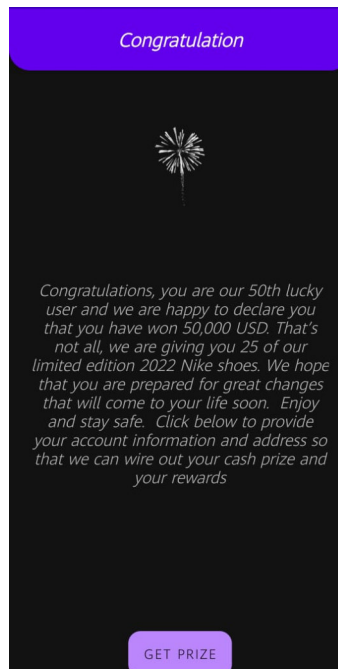 Congratulation
Congratulations, you are our 50th lucky
user and we are happy to declare you
that you have won 50,000 USD. That's
not all, we are giving you 25 of our
limited edition 2022 Nike shoes. We hope
that you are prepared for great changes
that will come to your life soon. Enjoy
and stay safe. Click below to provide
your account information and address so
that we can wire out your cash prize and
your rewards
GET PRIZE